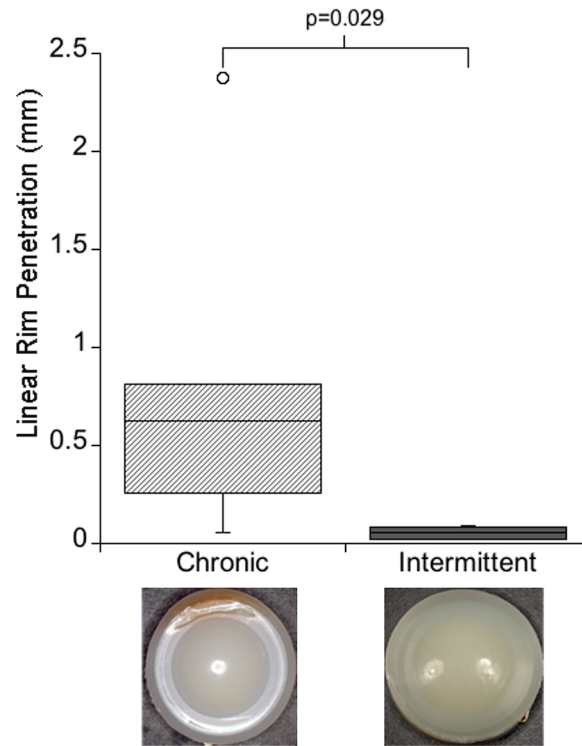 p=0.029
2.5
2
1.5
1
0.5
0
Linear Rim Penetration (mm)
Chronic
Intermittent